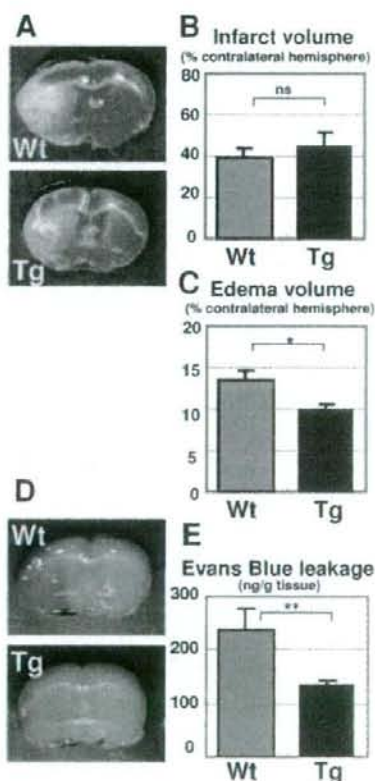 A
Wt
Tg
B
Infarct volume
(% contralateral hemisphere)
80
60
40
20
0
ns
Wt Tg
C
Edema volume
(% contralateral hemisphere)
20
15
10
5
0
*
Wt Tg
D
Wt
Tg
E
Evans Blue leakage
(ng/g tissue)
300
200
100
0
**
Wt Tg